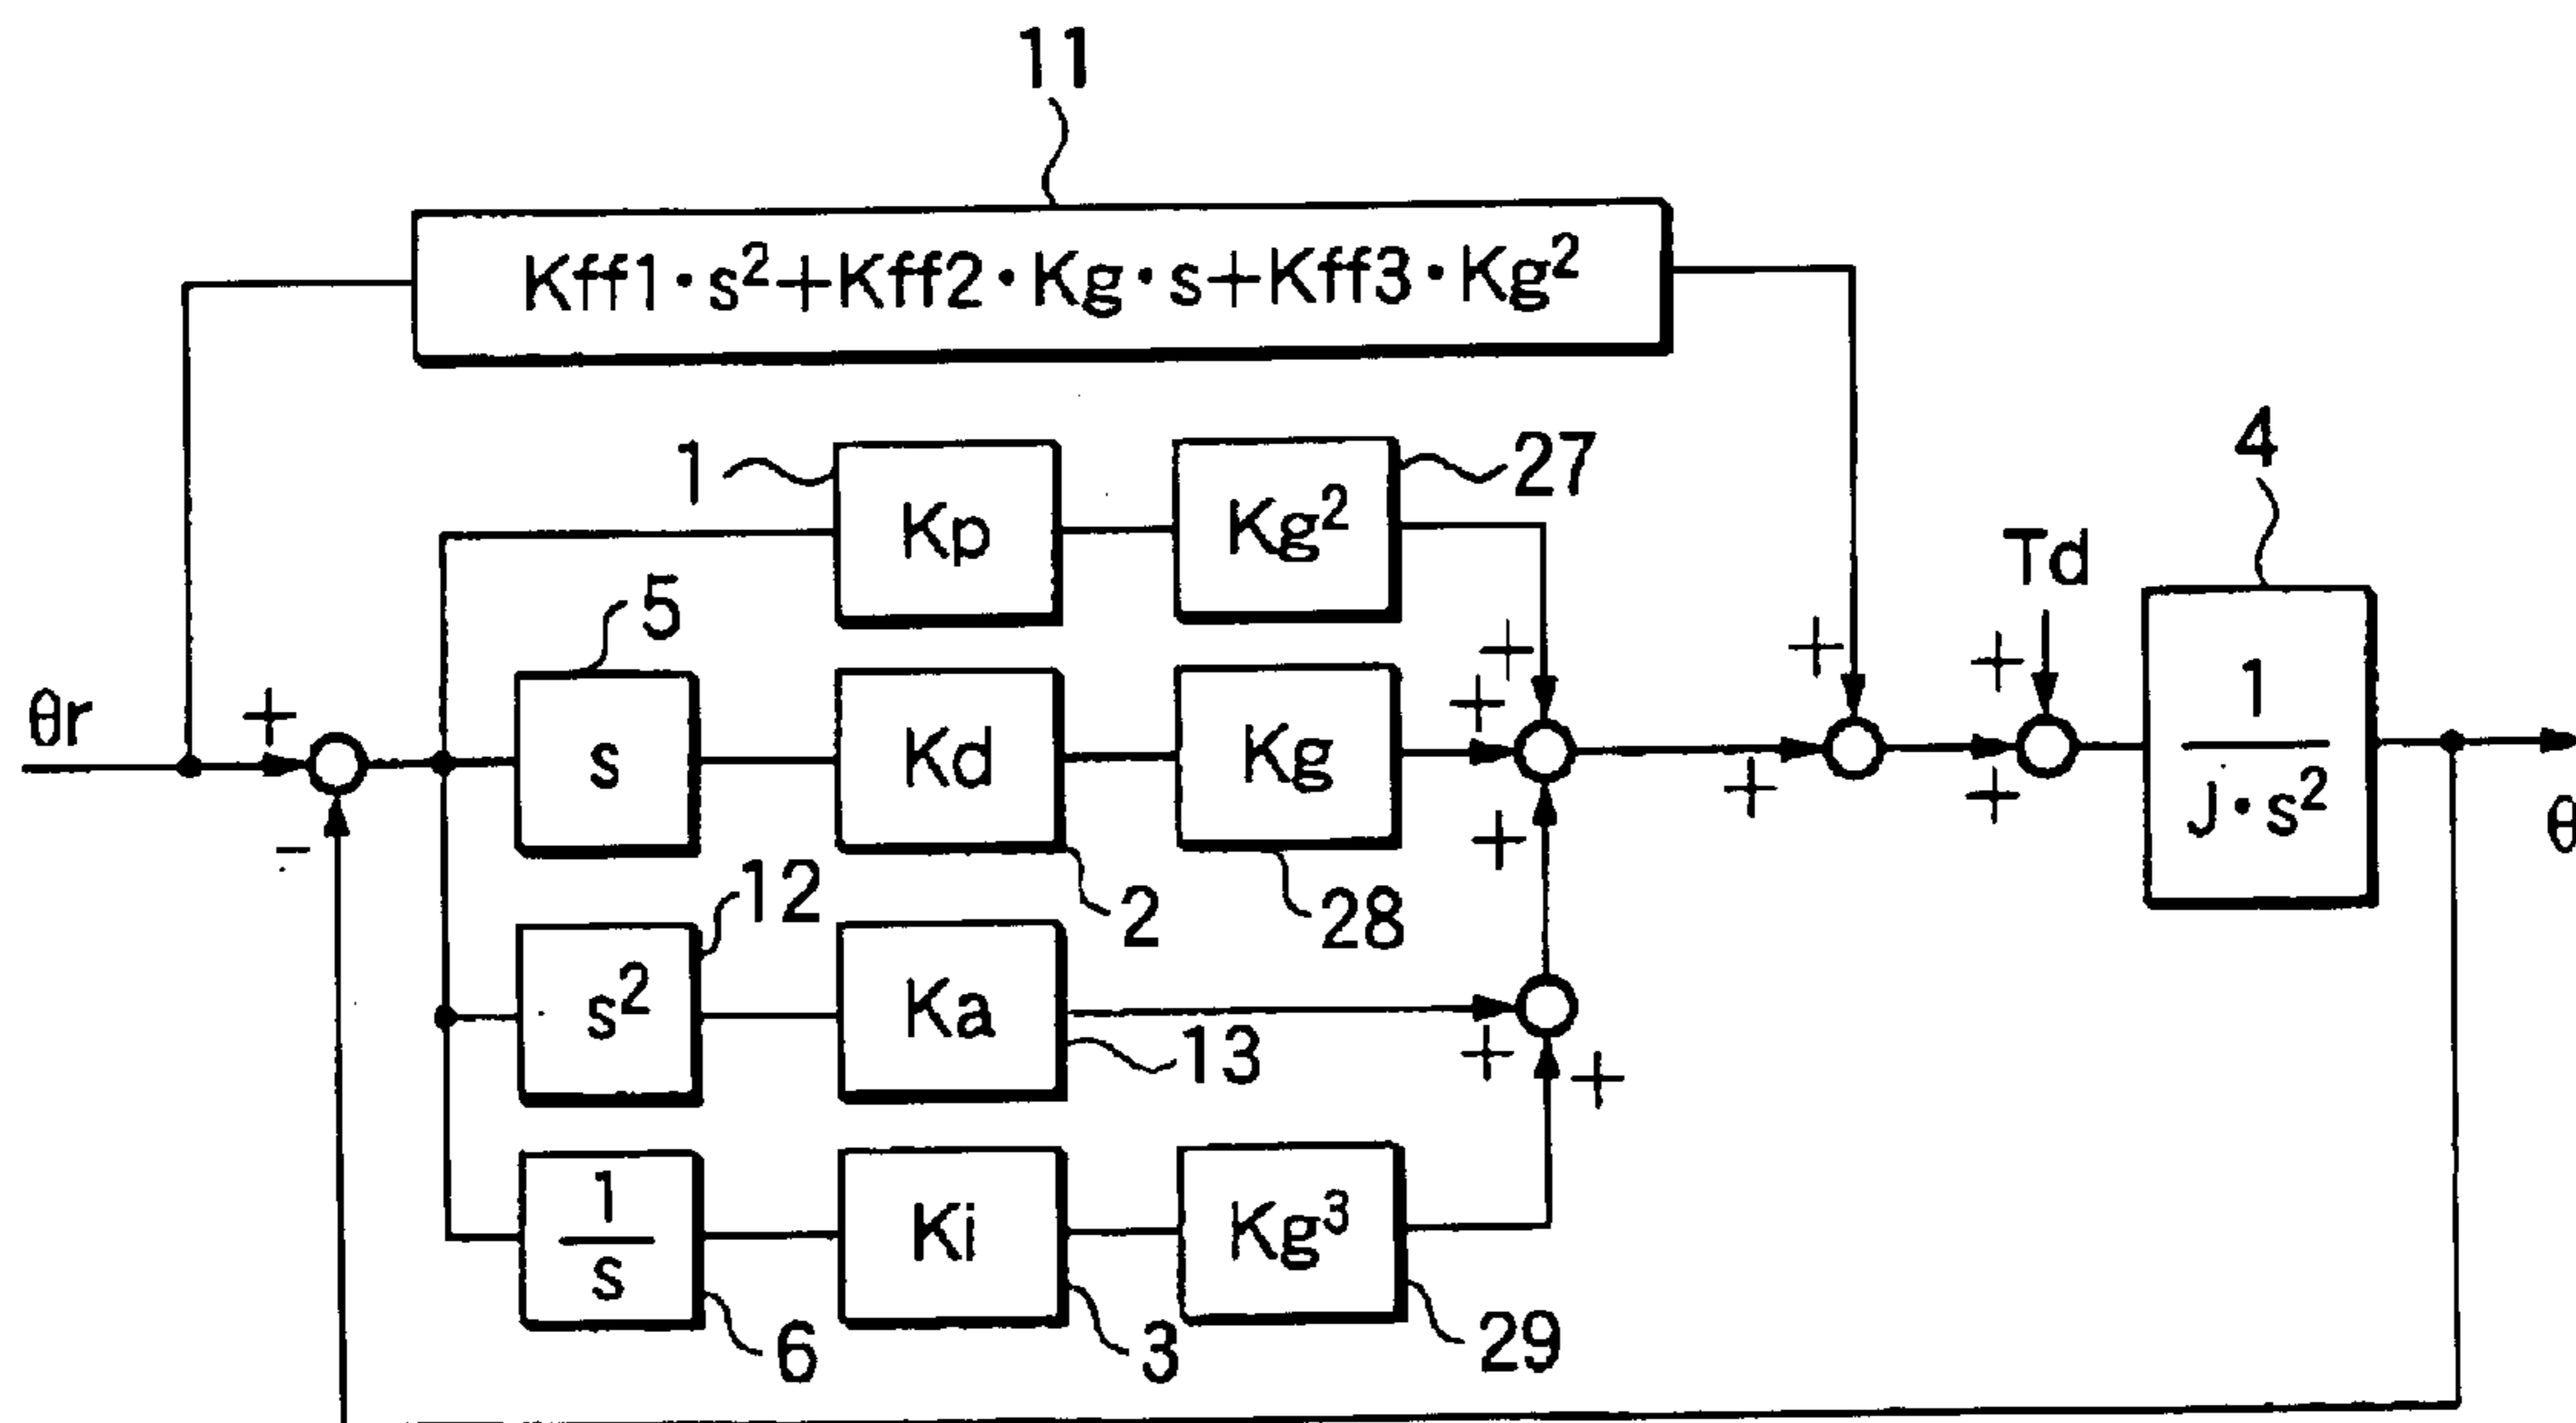 11
Kff1・s²+Kff2・Kg・s+Kff3・Kg²
1
Kp
Kg²
27
4
Td
+
+
+
5
θr
+
s
Kd
Kg
+
1
J・s²
+
+
+
-
θ
12
2
28
s²
Ka
13
+
+
1
s
Ki
Kg³
6
3
29